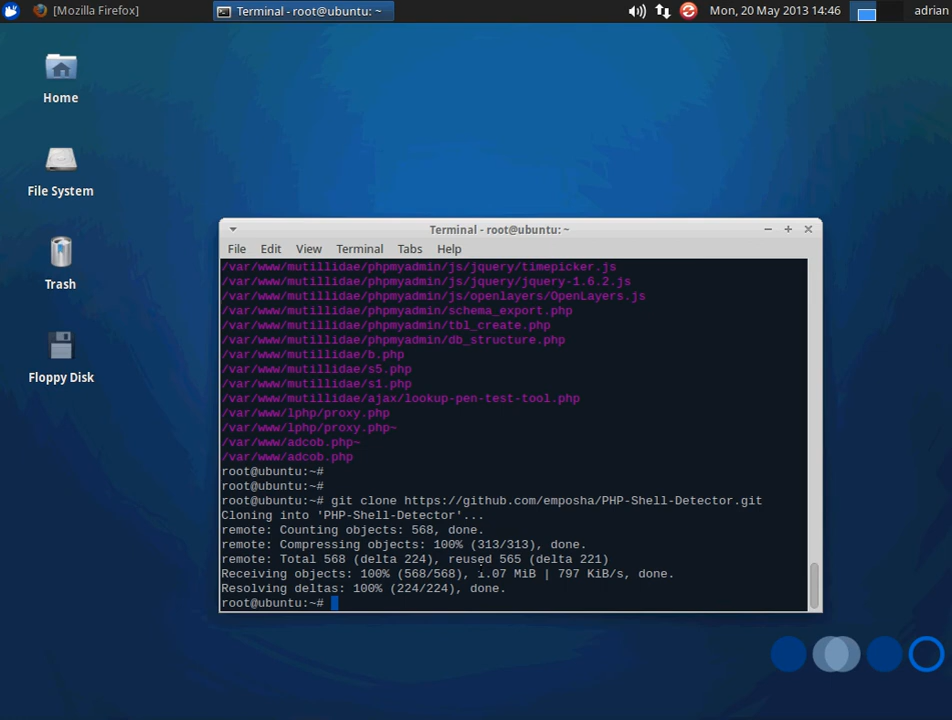 [Mozilla Firefox]
Terminal - root@ubuntu: ~
Mon, 20 May 2013 14:46
adrian
Home
File System
Trash
Floppy Disk
Terminal - root@ubuntu: ~
File Edit View Terminal Tabs Help
/var/www/mutillidae/phpmyadmin/js/jquery/timepicker.js
/var/www/mutillidae/phpmyadmin/js/jquery/jquery-1.6.2.js
/var/www/mutillidae/phpmyadmin/js/openlayers/OpenLayers.js
/var/www/mutillidae/phpmyadmin/schema_export.php
/var/www/mutillidae/phpmyadmin/tbl_create.php
/var/www/mutillidae/phpmyadmin/db_structure.php
/var/www/mutillidae/b.php
/var/www/mutillidae/s5.php
/var/www/mutillidae/s1.php
/var/www/mutillidae/ajax/lookup-pen-test-tool.php
/var/www/lphp/proxy.php
/var/www/lphp/proxy.php~
/var/www/adcob.php~
/var/www/adcob.php
root@ubuntu:~#
root@ubuntu:~#
root@ubuntu:~# git clone https://github.com/emposha/PHP-Shell-Detector.git
Cloning into 'PHP-Shell-Detector'...
remote: Counting objects: 568, done.
remote: Compressing objects: 100% (313/313), done.
remote: Total 568 (delta 224), reused 565 (delta 221)
Receiving objects: 100% (568/568), 1.07 MiB | 797 KiB/s, done.
Resolving deltas: 100% (224/224), done.
root@ubuntu:~#